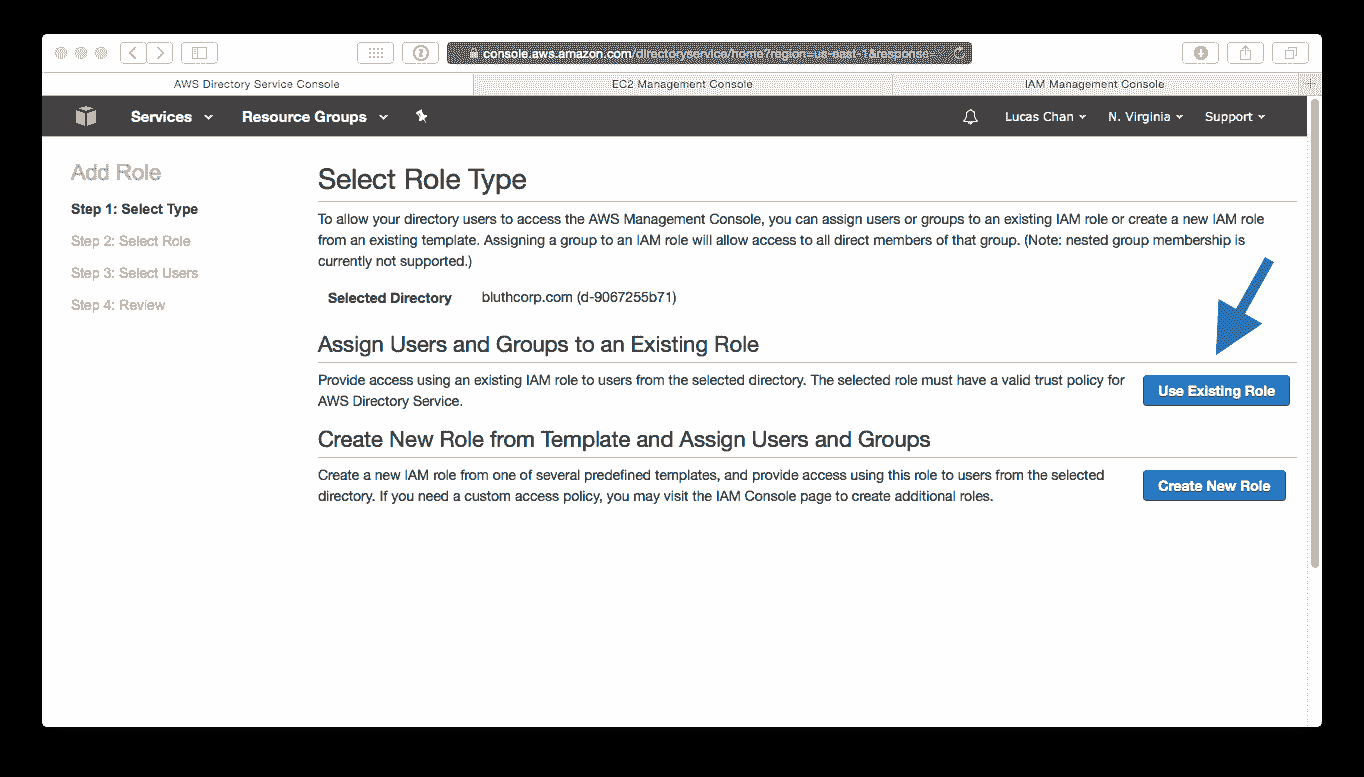 console.aws.amazon.com/directoryservice/home?region=us-east-1&response
AWS Directory Service Console
EC2 Management Console
IAM Management Console
Services
Resource Groups
Lucas Chan
N. Virginia
Support
Add Role
Step 1: Select Type
Step 2: Select Role
Step 3: Select Users
Step 4: Review
Select Role Type
To allow your directory users to access the AWS Management Console, you can assign users or groups to an existing IAM role or create a new IAM role
from an existing template. Assigning a group to an IAM role will allow access to all direct members of that group. (Note: nested group membership is
currently not supported.)
Selected Directory
bluthcorp.com (d-9067255b71)
Assign Users and Groups to an Existing Role
Provide access using an existing IAM role to users from the selected directory. The selected role must have a valid trust policy for
AWS Directory Service.
Use Existing Role
Create New Role from Template and Assign Users and Groups
Create a new IAM role from one of several predefined templates, and provide access using this role to users from the selected
directory. If you need a custom access policy, you may visit the IAM Console page to create additional roles.
Create New Role